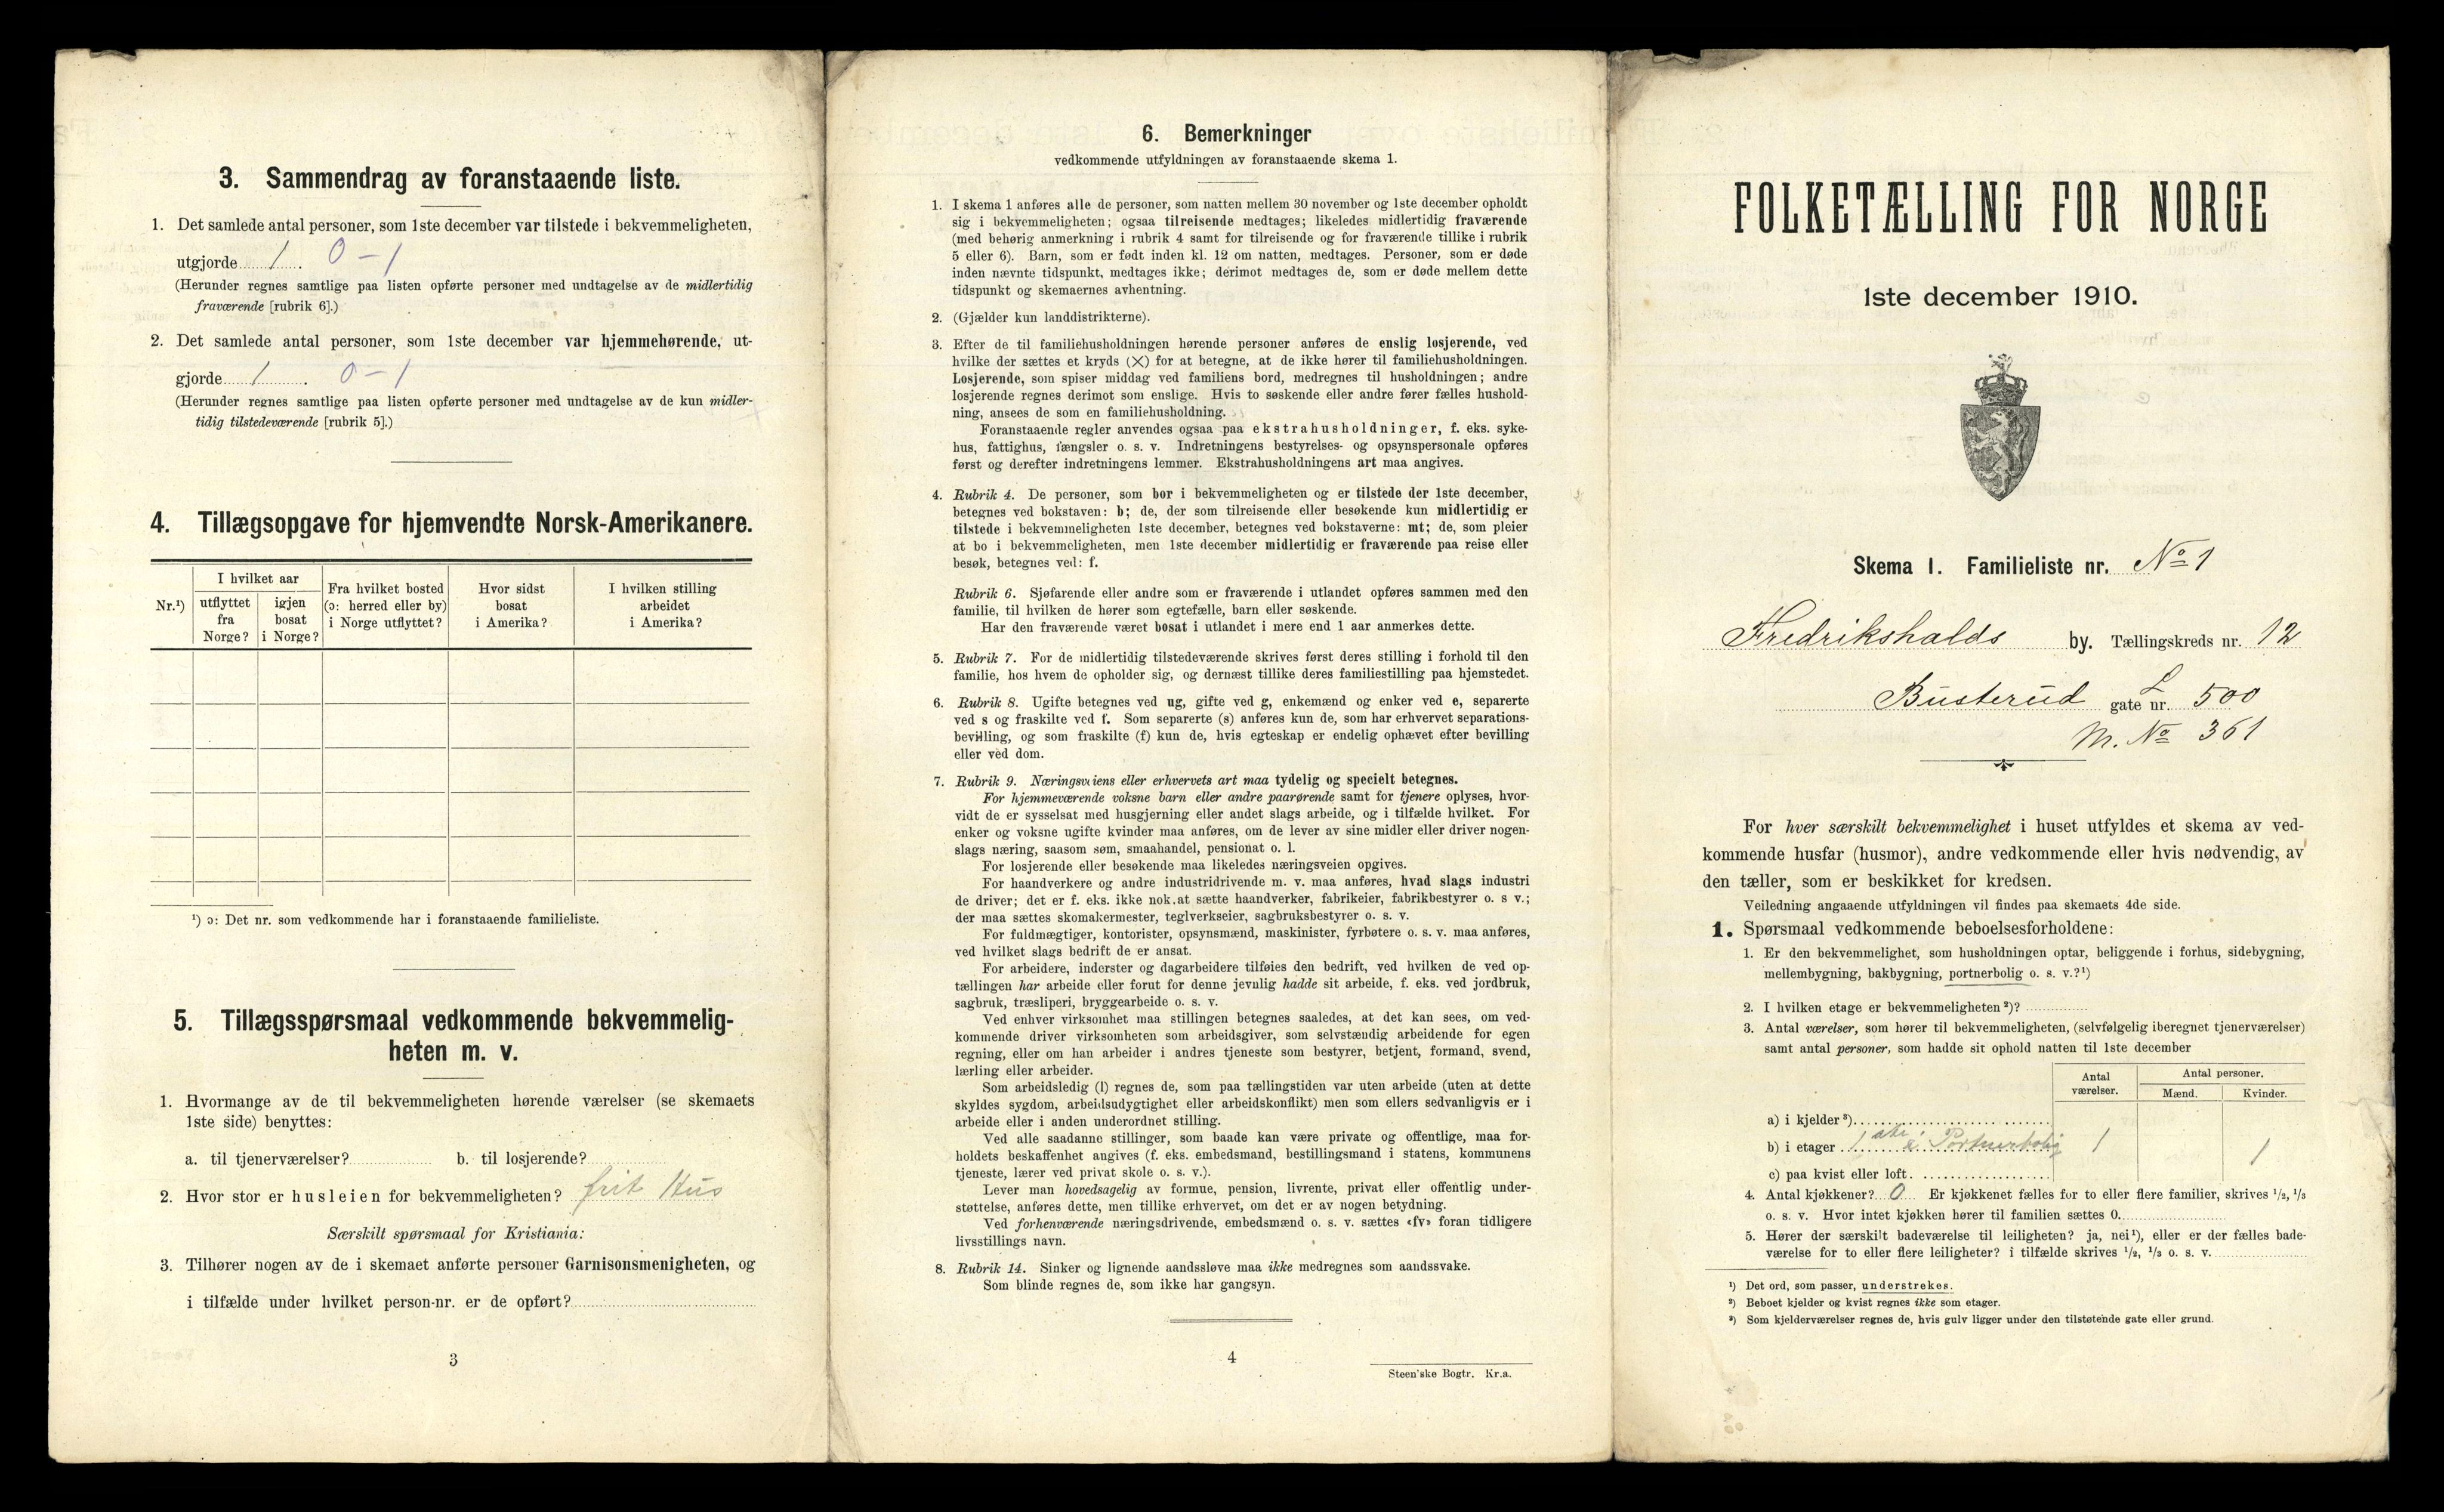 3. Sammendrag av foranstaaende liste.
1. Det samlede antal personer, som 1ste december var tilstede i bekvemmeligheten,
utgjorde 1 . 0 – 1
(Herunder regnes samtlige paa listen opførte personer med undtagelse av de midlertidig
fraværende [rubrik 6].)
2. Det samlede antal personer, som 1ste december var hjemmehørende, ut-
gjorde 1 . 0 – 1
(Herunder regnes samtlige paa listen opførte personer med undtagelse av de kun midler-
tidig tilstedeværende [rubrik 5].)
4. Tillægsopgave for hjemvendte Norsk-Amerikanere.
Nr.¹)
I hvilket aar
utflyttet fra Norge?
igjen bosat i Norge?
Fra hvilket bosted (ɔ: herred eller by) i Norge utflyttet?
Hvor sidst bosat i Amerika?
I hvilken stilling arbeidet i Amerika?
¹) ɔ: Det nr. som vedkommende har i foranstaaende familieliste.
5. Tillægsspørsmaal vedkommende bekvemmelig-
heten m. v.
1. Hvormange av de til bekvemmeligheten hørende værelser (se skemaets
1ste side) benyttes:
a. til tjenerværelser? b. til losjerende?
2. Hvor stor er husleien for bekvemmeligheten? frit Hus
Særskilt spørsmaal for Kristiania:
3. Tilhører nogen av de i skemaet anførte personer Garnisonsmenigheten, og
i tilfælde under hvilket person-nr. er de opført?
3
6. Bemerkninger
vedkommende utfyldningen av foranstaaende skema 1.
1. I skema 1 anføres alle de personer, som natten mellem 30 november og 1ste december opholdt
sig i bekvemmeligheten; ogsaa tilreisende medtages; likeledes midlertidig fraværende
(med behørig anmerkning i rubrik 4 samt for tilreisende og for fraværende tillike i rubrik
5 eller 6). Barn, som er født inden kl. 12 om natten, medtages. Personer, som er døde
inden nævnte tidspunkt, medtages ikke; derimot medtages de, som er døde mellem dette
tidspunkt og skemaernes avhentning.
2. (Gjælder kun landdistrikterne).
3. Efter de til familiehusholdningen hørende personer anføres de enslig losjerende, ved
hvilke der sættes et kryds (×) for at betegne, at de ikke hører til familiehusholdningen.
Losjerende, som spiser middag ved familiens bord, medregnes til husholdningen; andre
losjerende regnes derimot som enslige. Hvis to søskende eller andre fører fælles hushold-
ning, ansees de som en familiehusholdning.
Foranstaaende regler anvendes ogsaa paa ekstrahusholdninger, f. eks. syke-
hus, fattighus, fængsler o. s. v. Indretningens bestyrelses- og opsynspersonale opføres
først og derefter indretningens lemmer. Ekstrahusholdningens art maa angives.
4. Rubrik 4. De personer, som bor i bekvemmeligheten og er tilstede der 1ste december,
betegnes ved bokstaven: b; de, der som tilreisende eller besøkende kun midlertidig er
tilstede i bekvemmeligheten 1ste december, betegnes ved bokstaverne: mt; de, som pleier
at bo i bekvemmeligheten, men 1ste december midlertidig er fraværende paa reise eller
besøk, betegnes ved: f.
Rubrik 6. Sjøfarende eller andre som er fraværende i utlandet opføres sammen med den
familie, til hvilken de hører som egtefælle, barn eller søskende.
Har den fraværende været bosat i utlandet i mere end 1 aar anmerkes dette.
5. Rubrik 7. For de midlertidig tilstedeværende skrives først deres stilling i forhold til den
familie, hos hvem de opholder sig, og dernæst tillike deres familiestilling paa hjemstedet.
6. Rubrik 8. Ugifte betegnes ved ug, gifte ved g, enkemænd og enker ved e, separerte
ved s og fraskilte ved f. Som separerte (s) anføres kun de, som har erhvervet separations-
bevilling, og som fraskilte (f) kun de, hvis egteskap er endelig ophævet efter bevilling
eller ved dom.
7. Rubrik 9. Næringsveiens eller erhvervets art maa tydelig og specielt betegnes.
For hjemmeværende voksne barn eller andre paarørende samt for tjenere oplyses, hvor-
vidt de er sysselsat med husgjerning eller andet slags arbeide, og i tilfælde hvilket. For
enker og voksne ugifte kvinder maa anføres, om de lever av sine midler eller driver nogen-
slags næring, saasom søm, smaahandel, pensionat o. l.
For losjerende eller besøkende maa likeledes næringsveien opgives.
For haandverkere og andre industridrivende m. v. maa anføres, hvad slags industri
de driver; det er f. eks. ikke nok at sætte haandverker, fabrikeier, fabrikbestyrer o. s v.;
der maa sættes skomakermester, teglverkseier, sagbruksbestyrer o. s. v.
For fuldmægtiger, kontorister, opsynsmænd, maskinister, fyrbøtere o. s. v. maa anføres,
ved hvilket slags bedrift de er ansat.
For arbeidere, inderster og dagarbeidere tilføies den bedrift, ved hvilken de ved op-
tællingen har arbeide eller forut for denne jevnlig hadde sit arbeide, f. eks. ved jordbruk,
sagbruk, træsliperi, bryggearbeide o. s. v.
Ved enhver virksomhet maa stillingen betegnes saaledes, at det kan sees, om ved-
kommende driver virksomheten som arbeidsgiver, som selvstændig arbeidende for egen
regning, eller om han arbeider i andres tjeneste som bestyrer, betjent, formand, svend,
lærling eller arbeider.
Som arbeidsledig (l) regnes de, som paa tællingstiden var uten arbeide (uten at dette
skyldes sygdom, arbeidsudygtighet eller arbeidskonflikt) men som ellers sedvanligvis er i
arbeide eller i anden underordnet stilling.
Ved alle saadanne stillinger, som baade kan være private og offentlige, maa for-
holdets beskaffenhet angives (f. eks. embedsmand, bestillingsmand i statens, kommunens
tjeneste, lærer ved privat skole o. s. v.).
Lever man hovedsagelig av formue, pension, livrente, privat eller offentlig under-
støttelse, anføres dette, men tillike erhvervet, om det er av nogen betydning.
Ved forhenværende næringsdrivende, embedsmænd o. s. v. sættes «fv» foran tidligere
livsstillings navn.
8. Rubrik 14. Sinker og lignende aandssløve maa ikke medregnes som aandssvake.
Som blinde regnes de, som ikke har gangsyn.
4
Steen'ske Bogtr. Kr.a.
FOLKETÆLLING FOR NORGE
1ste december 1910.
Skema 1. Familieliste nr. No 1
Fredrikshalds by. Tællingskreds nr. 12
Busterud gate L nr. 500
M. No 361
For hver særskilt bekvemmelighet i huset utfyldes et skema av ved-
kommende husfar (husmor), andre vedkommende eller hvis nødvendig, av
den tæller, som er beskikket for kredsen.
Veiledning angaaende utfyldningen vil findes paa skemaets 4de side.
1. Spørsmaal vedkommende beboelsesforholdene:
1. Er den bekvemmelighet, som husholdningen optar, beliggende i forhus, sidebygning,
mellembygning, bakbygning, portnerbolig o. s. v.?¹)
2. I hvilken etage er bekvemmeligheten²)?
3. Antal værelser, som hører til bekvemmeligheten, (selvfølgelig iberegnet tjenerværelser)
samt antal personer, som hadde sit ophold natten til 1ste december
Antal værelser.
Antal personer.
Mænd. Kvinder.
a) i kjelder³)
b) i etager 1 i Portnerbolig 1 1
c) paa kvist eller loft.
4. Antal kjøkkener? 0 Er kjøkkenet fælles for to eller flere familier, skrives 1/2, 1/3
o. s. v. Hvor intet kjøkken hører til familien sættes 0.
5. Hører der særskilt badeværelse til leiligheten? ja, nei¹), eller er der fælles bade-
værelse for to eller flere leiligheter? i tilfælde skrives 1/2, 1/3 o. s. v.
¹) Det ord, som passer, understrekes.
²) Beboet kjelder og kvist regnes ikke som etager.
³) Som kjelderværelser regnes de, hvis gulv ligger under den tilstøtende gate eller grund.